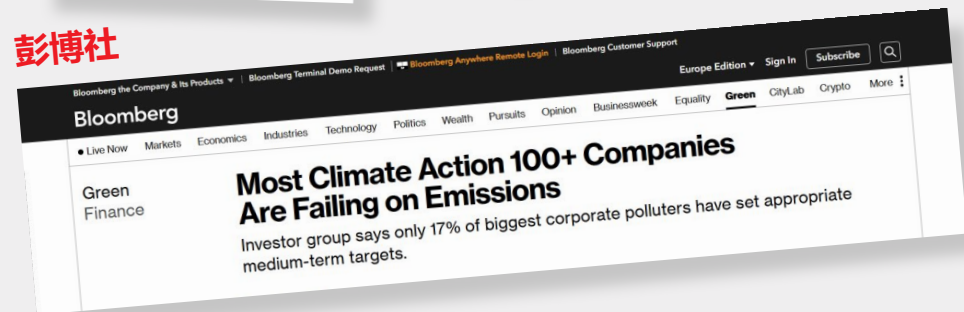 彭博社
Bloomberg the Company & Its Products ▾ | Bloomberg Terminal Demo Request | Bloomberg Anywhere Remote Login | Bloomberg Customer Support
Bloomberg
Europe Edition ▾ Sign In Subscribe
• Live Now Markets Economics Industries Technology Politics Wealth Pursuits Opinion Businessweek Equality Green CityLab Crypto More
Green
Finance
Most Climate Action 100+ Companies
Are Failing on Emissions
Investor group says only 17% of biggest corporate polluters have set appropriate
medium-term targets.